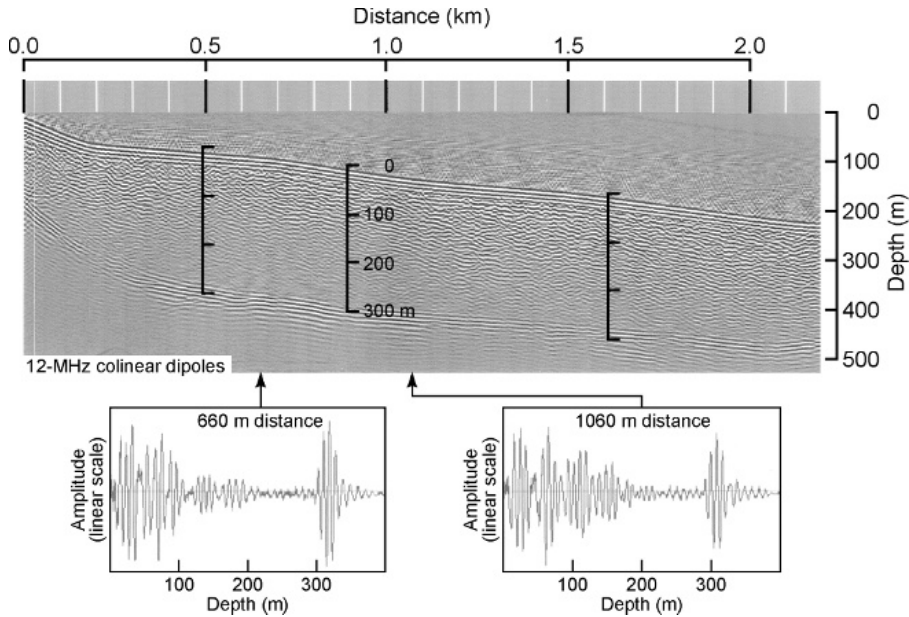 Distance (km)
0.0 0.5 1.0 1.5 2.0
0
100
200
300
400
500
Depth (m)
0
100
200
300 m
12-MHz colinear dipoles
660 m distance
Amplitude
(linear scale)
100 200 300
Depth (m)
1060 m distance
Amplitude
(linear scale)
100 200 300
Depth (m)